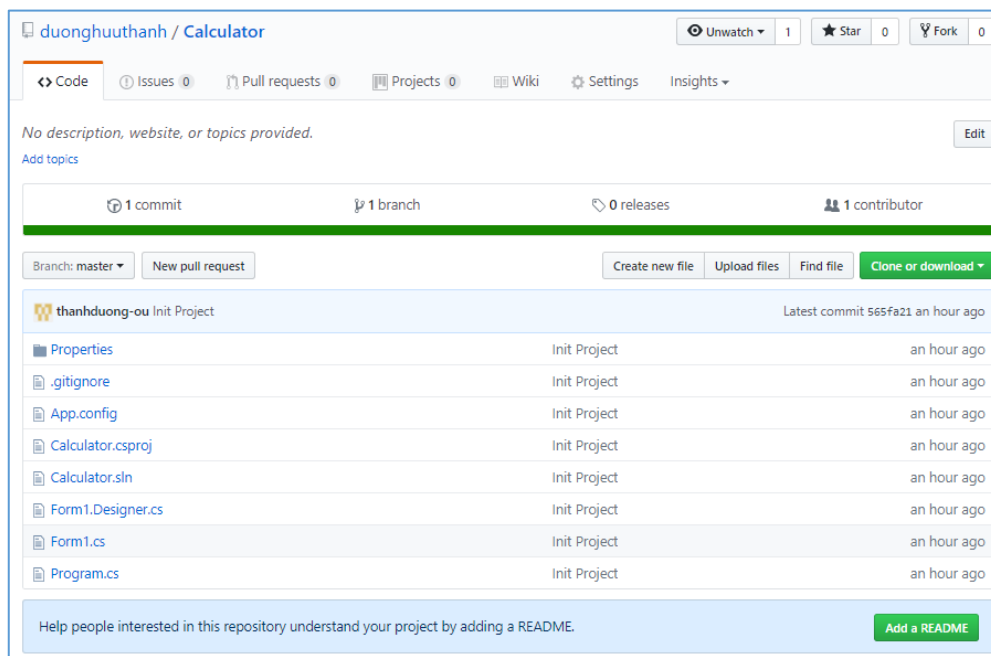 duonghuuthanh / Calculator
Unwatch 1 Star 0 Fork 0
Code Issues 0 Pull requests 0 Projects 0 Wiki Settings Insights
No description, website, or topics provided. Edit
Add topics
1 commit 1 branch 0 releases 1 contributor
Branch: master New pull request Create new file Upload files Find file Clone or download
thanhduong-ou Init Project Latest commit 565fa21 an hour ago
Properties Init Project an hour ago
.gitignore Init Project an hour ago
App.config Init Project an hour ago
Calculator.csproj Init Project an hour ago
Calculator.sln Init Project an hour ago
Form1.Designer.cs Init Project an hour ago
Form1.cs Init Project an hour ago
Program.cs Init Project an hour ago
Help people interested in this repository understand your project by adding a README. Add a README